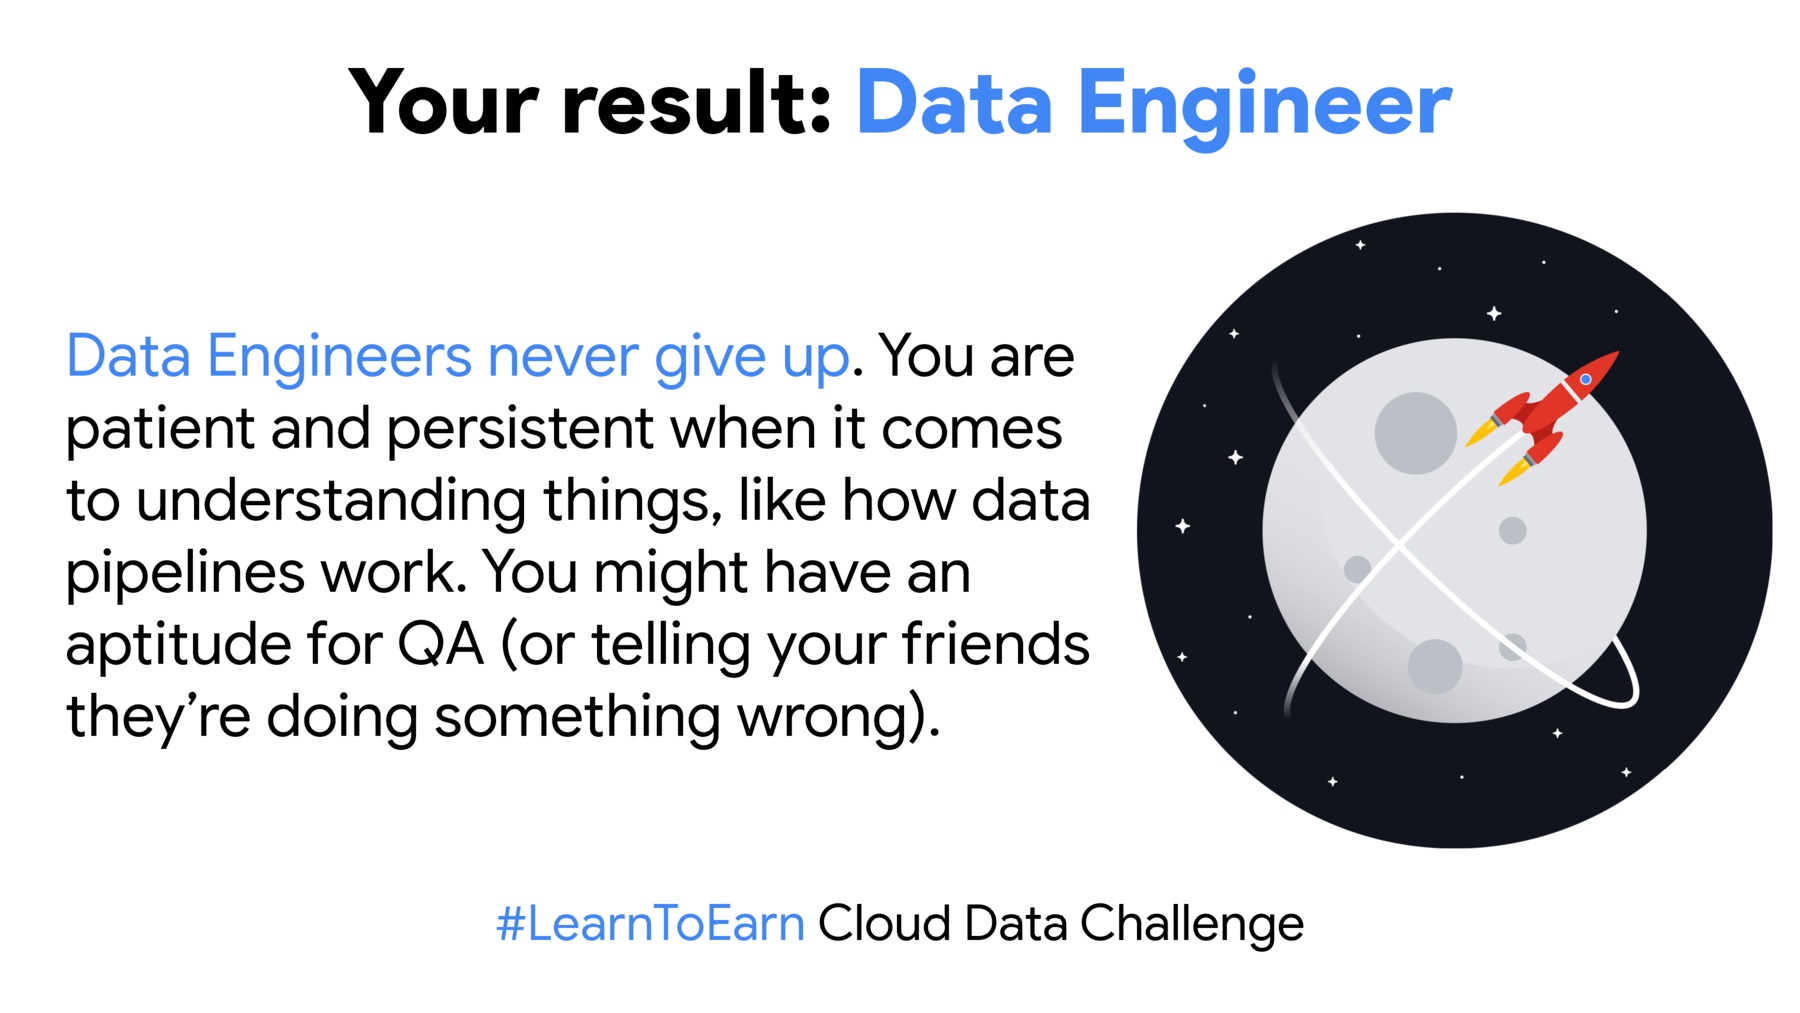 Your result: Data Engineer
Data Engineers never give up. You are
patient and persistent when it comes
to understanding things, like how data
pipelines work. You might have an
aptitude for QA (or telling your friends
they’re doing something wrong).
#LearnToEarn Cloud Data Challenge